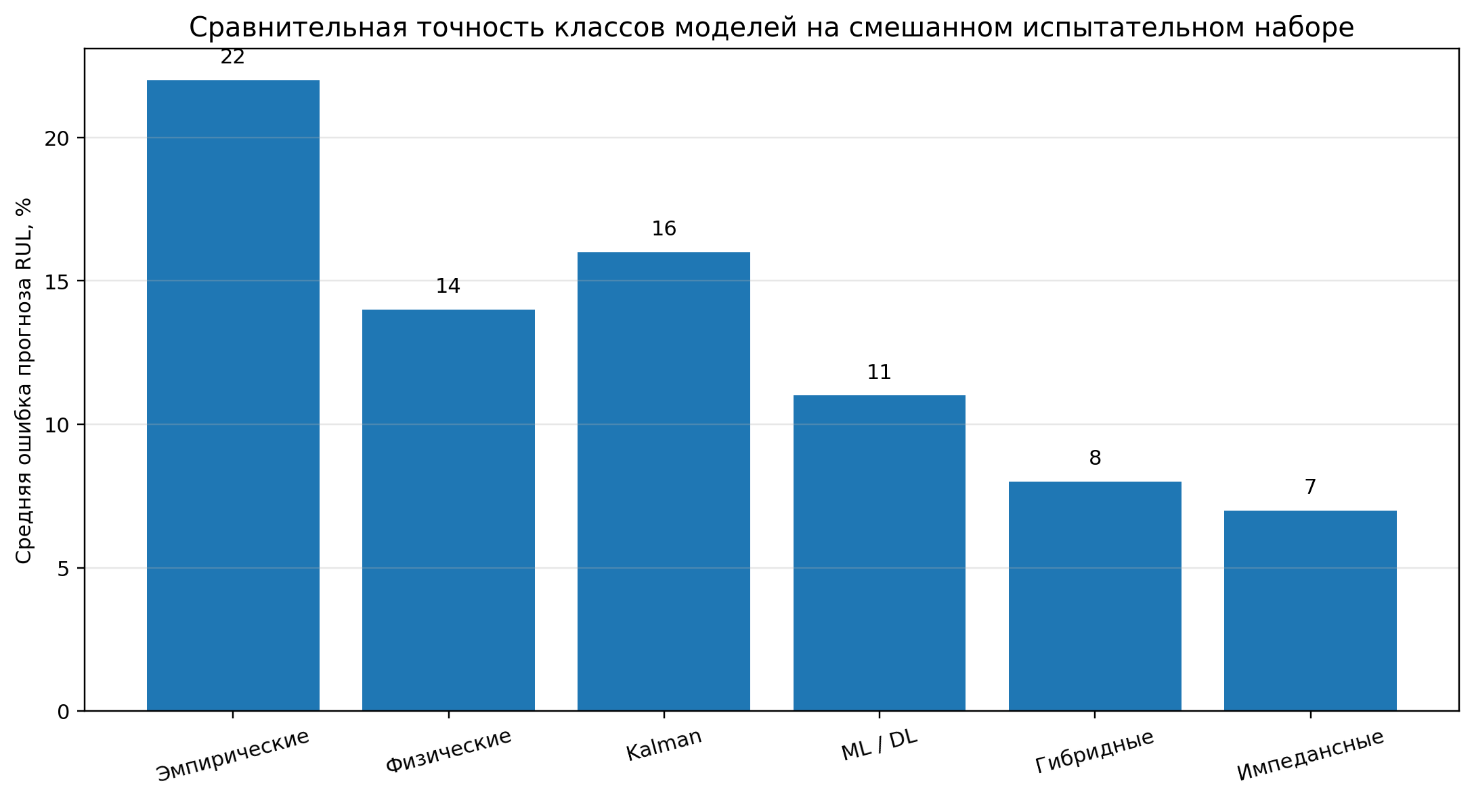 Сравнительная точность классов моделей на смешанном испытательном наборе
Средняя ошибка прогноза RUL, %
20
15
10
5
0
22
14
16
11
8
7
Эмпирические
Физические
Kalman
ML / DL
Гибридные
Импедансные